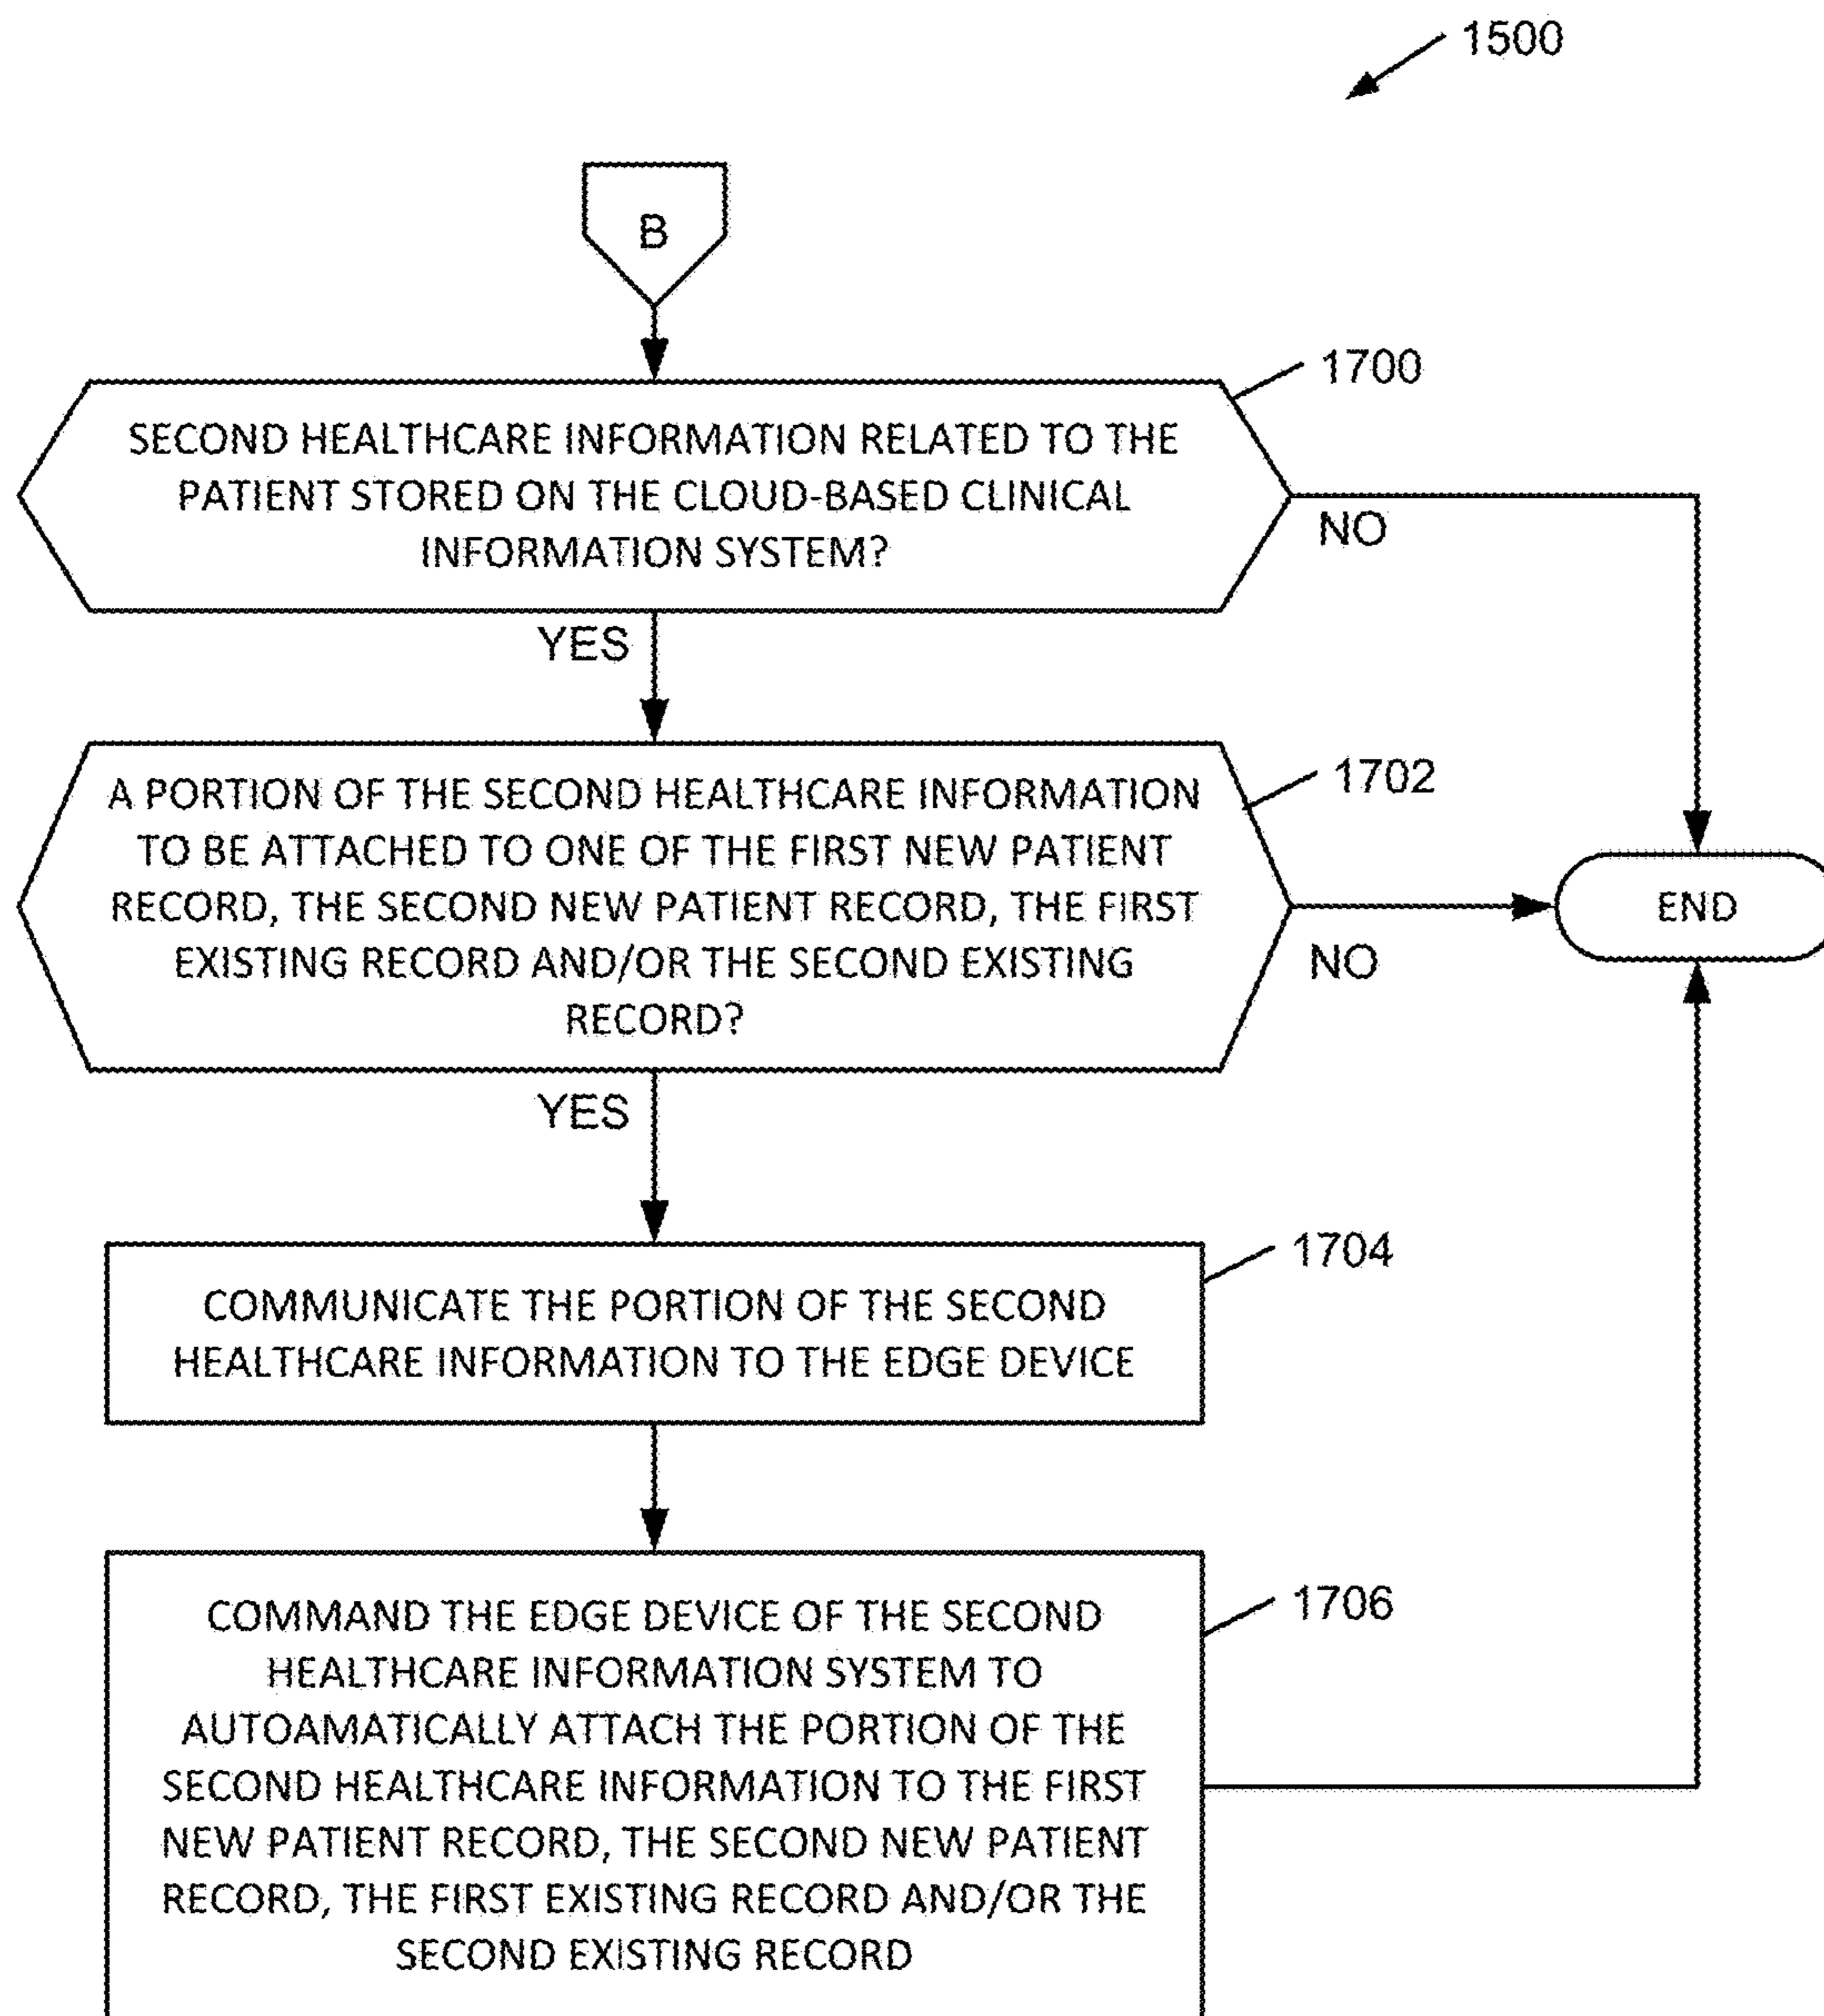 1500
B
1700
SECOND HEALTHCARE INFORMATION RELATED TO THE
PATIENT STORED ON THE CLOUD-BASED CLINICAL
INFORMATION SYSTEM?
NO
YES
1702
A PORTION OF THE SECOND HEALTHCARE INFORMATION
TO BE ATTACHED TO ONE OF THE FIRST NEW PATIENT
RECORD, THE SECOND NEW PATIENT RECORD, THE FIRST
EXISTING RECORD AND/OR THE SECOND EXISTING
RECORD?
END
NO
YES
1704
COMMUNICATE THE PORTION OF THE SECOND
HEALTHCARE INFORMATION TO THE EDGE DEVICE
1706
COMMAND THE EDGE DEVICE OF THE SECOND
HEALTHCARE INFORMATION SYSTEM TO
AUTOAMATICALLY ATTACH THE PORTION OF THE
SECOND HEALTHCARE INFORMATION TO THE FIRST
NEW PATIENT RECORD, THE SECOND NEW PATIENT
RECORD, THE FIRST EXISTING RECORD AND/OR THE
SECOND EXISTING RECORD